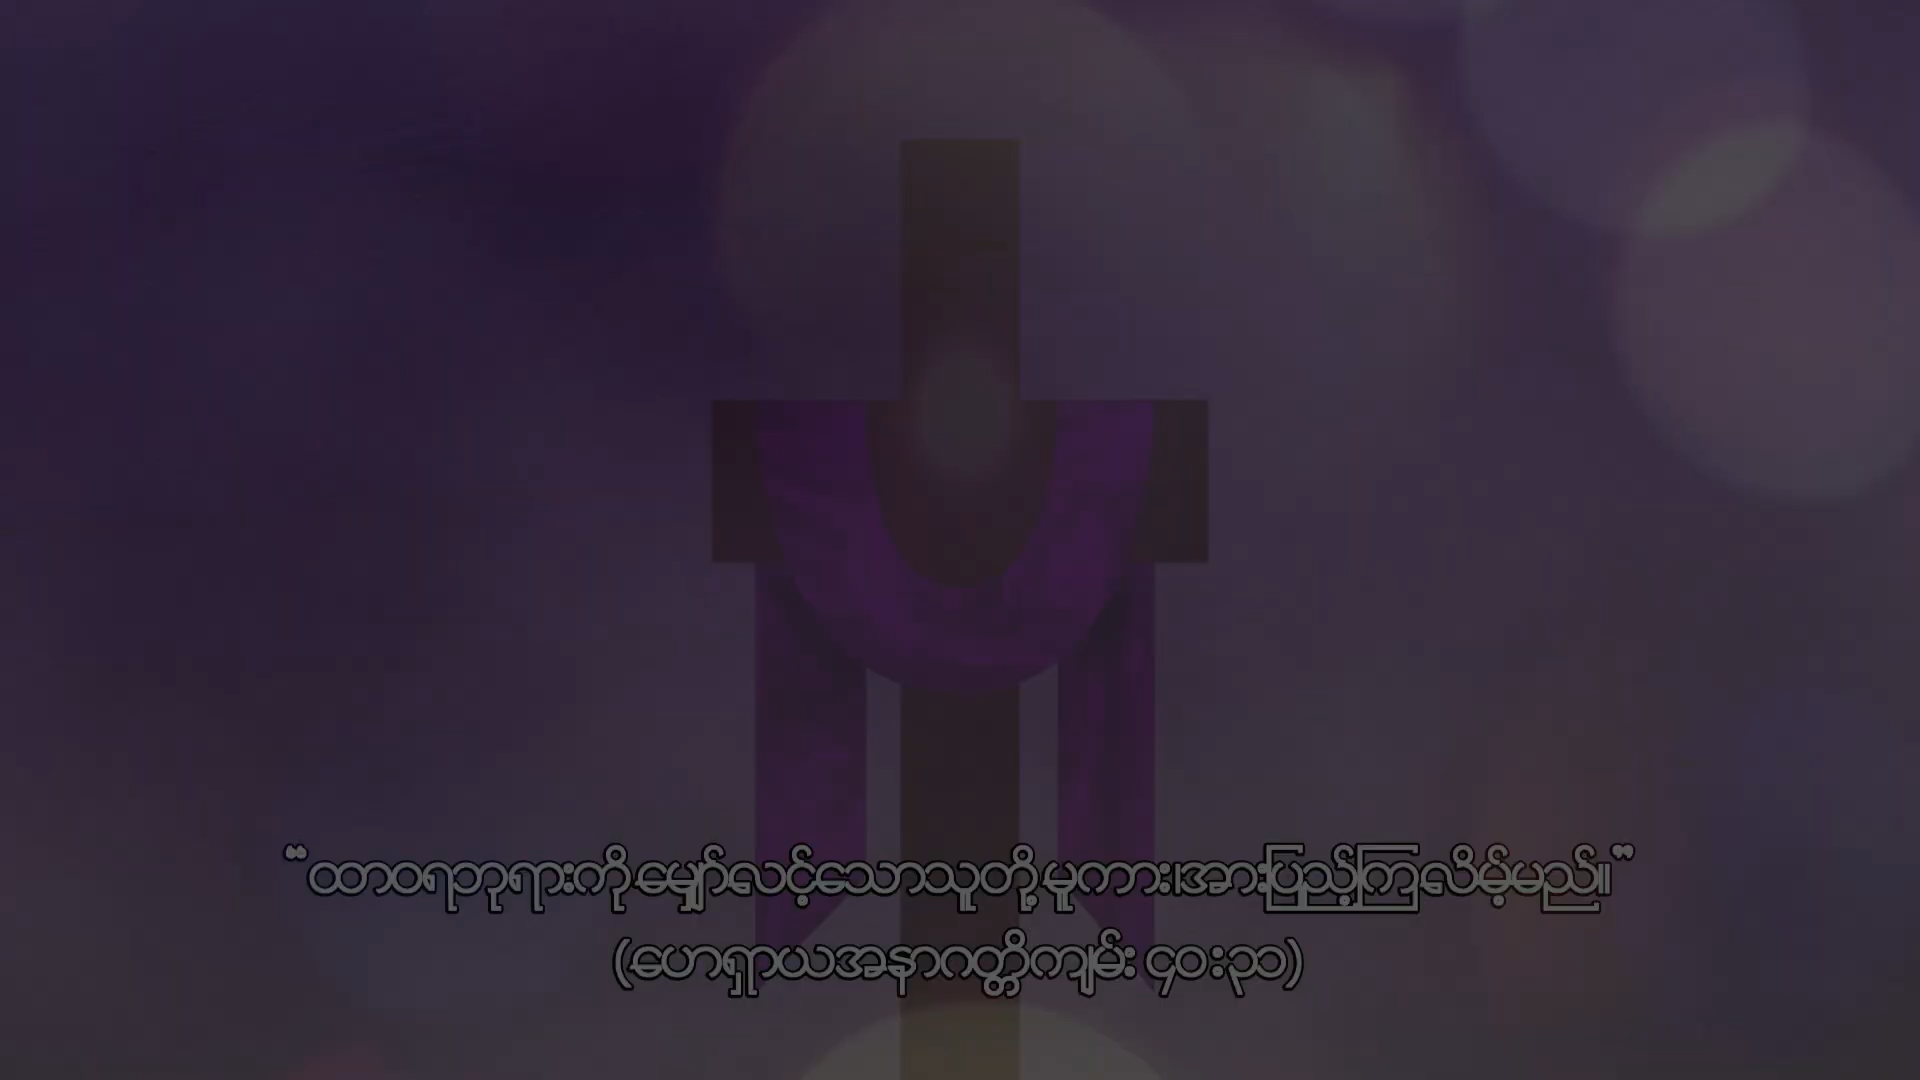 “ထာဝရဘုရားကိုမျှော်လင့်သောသူတို့မူကား၊အားပြည့်ကြလိမ့်မည်။”
(ဟေရှာယအနာဂတ္တိကျမ်း ၄၀:၃၁)